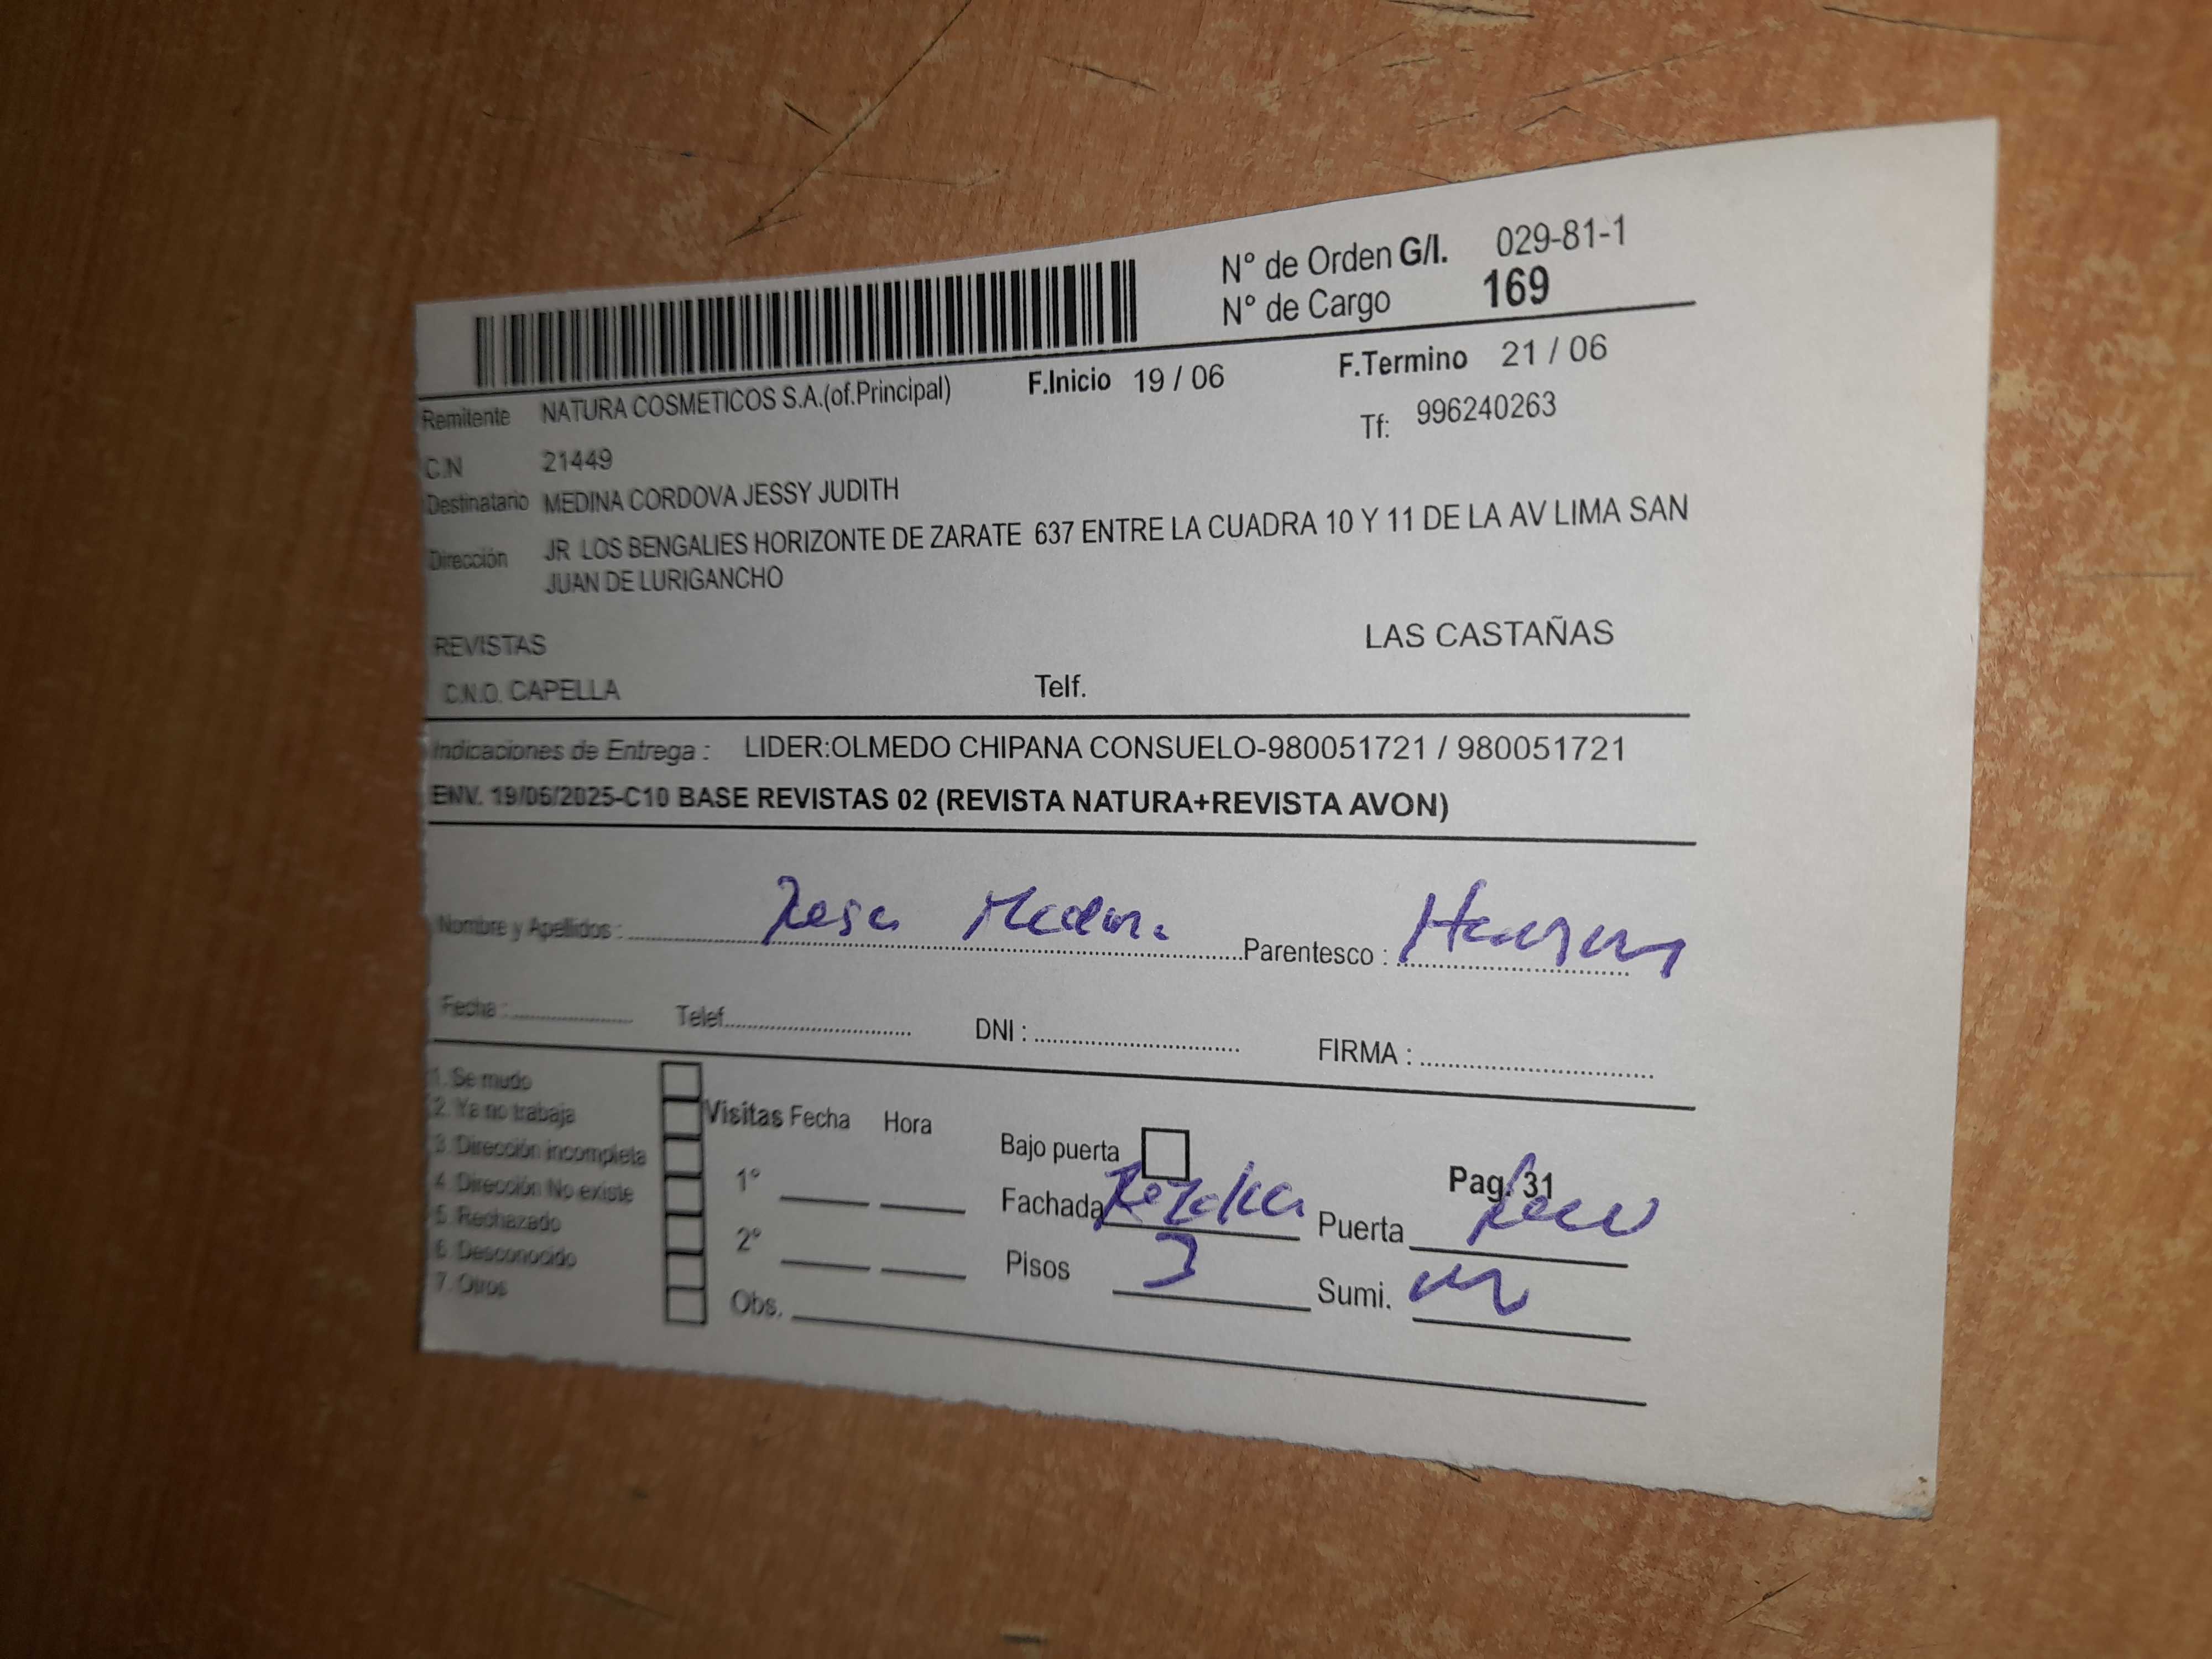 N° de Orden G/I. 029-81-1
N° de Cargo 169
Remitente NATURA COSMETICOS S.A.(of.Principal) F.Inicio 19 / 06 F.Termino 21 / 06
C.N 21449 Tf: 996240263
Destinatario MEDINA CORDOVA JESSY JUDITH
Dirección JR LOS BENGALIES HORIZONTE DE ZARATE 637 ENTRE LA CUADRA 10 Y 11 DE LA AV LIMA SAN
JUAN DE LURIGANCHO
REVISTAS LAS CASTAÑAS
C.N.O. CAPELLA Telf.
Indicaciones de Entrega : LIDER:OLMEDO CHIPANA CONSUELO-980051721 / 980051721
ENV. 19/06/2025-C10 BASE REVISTAS 02 (REVISTA NATURA+REVISTA AVON)
Nombre y Apellidos : Rosa Medina Parentesco :
Fecha : Telef. DNI : FIRMA :
1. Se mudo
2. Ya no trabaja Visitas Fecha Hora
3. Dirección incompleta Bajo puerta Pag. 31
4. Dirección No existe 1° Fachada Puerta
5. Rechazado
6. Desconocido 2° Pisos 3 Sumi.
7. Otros Obs.